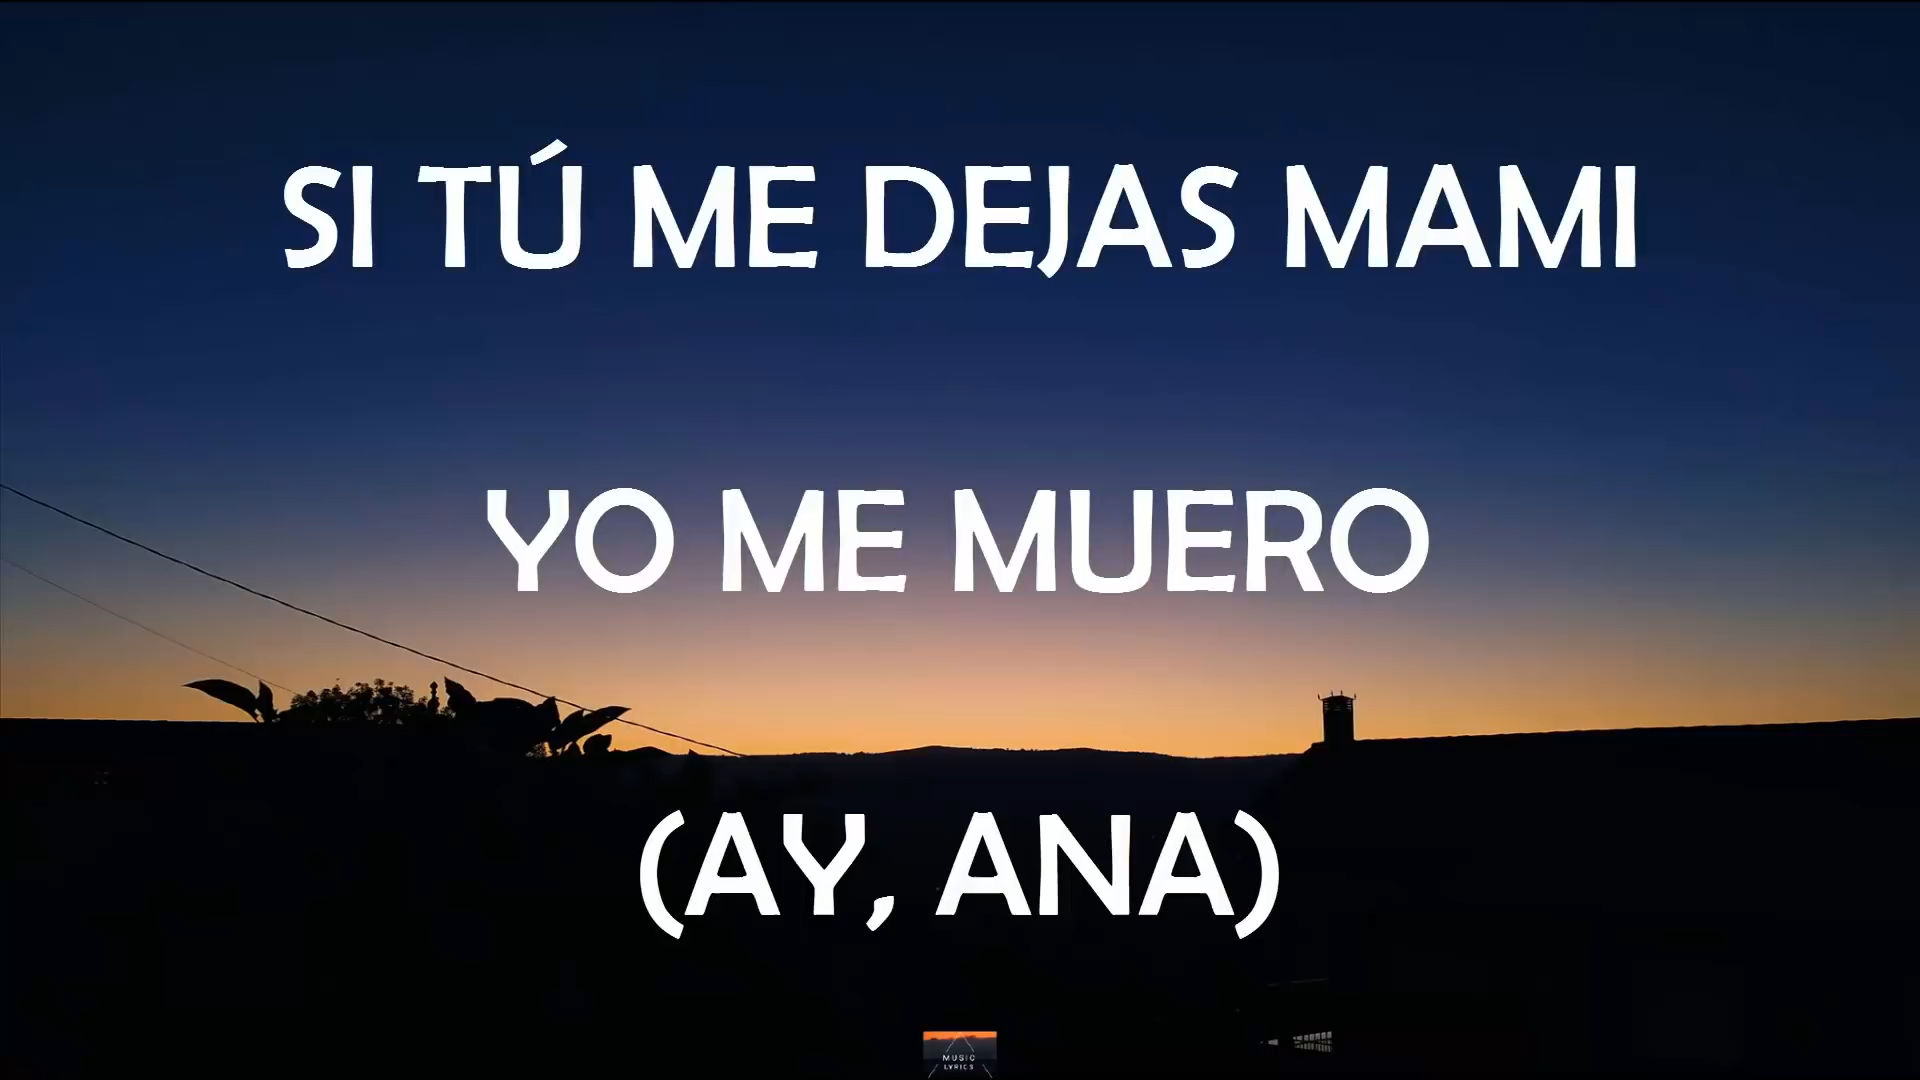 SI TÚ ME DEJAS MAMI
YO ME MUERO
(AY, ANA)
MUSIC
LYRICS